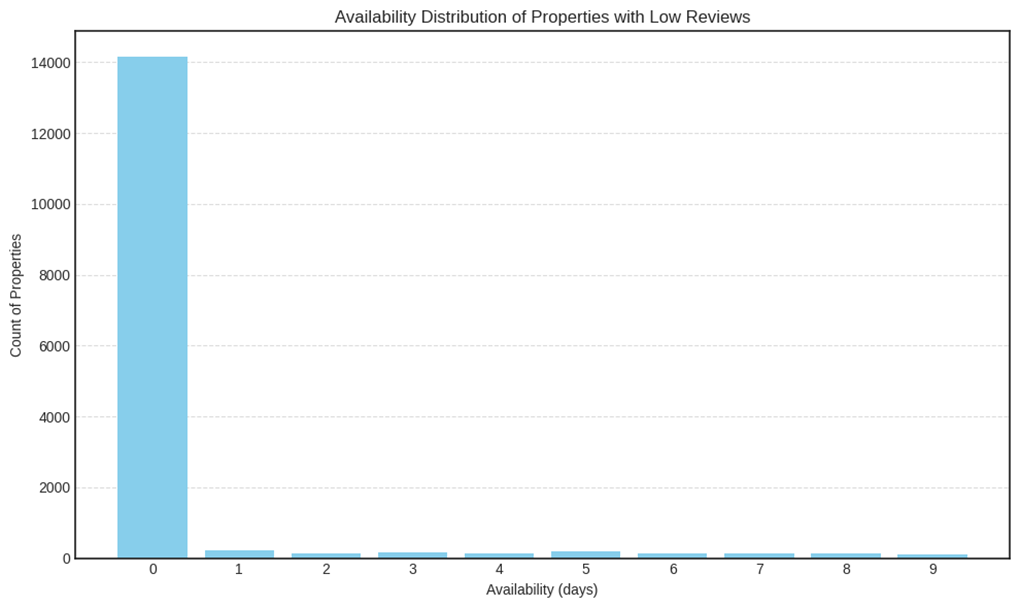 Availability Distribution of Properties with Low Reviews
14000
12000
10000
8000
6000
4000
2000
0
Count of Properties
0 1 2 3 4 5 6 7 8 9
Availability (days)